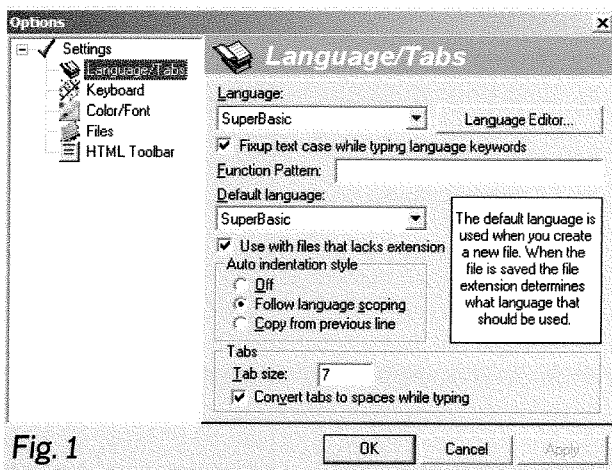 Options
Settings
Language/Tabs
Keyboard
Color/Font
Files
HTML Toolbar
Language/Tabs
Language:
SuperBasic
Language Editor...
Fixup text case while typing language keywords
Function Pattern:
Default language:
SuperBasic
Use with files that lacks extension
The default language is
used when you create
a new file. When the
file is saved the file
extension determines
what language that
should be used.
Auto indentation style
Off
Follow language scoping
Copy from previous line
Tabs
Tab size: 7
Convert tabs to spaces while typing
Fig. 1
OK Cancel Apply